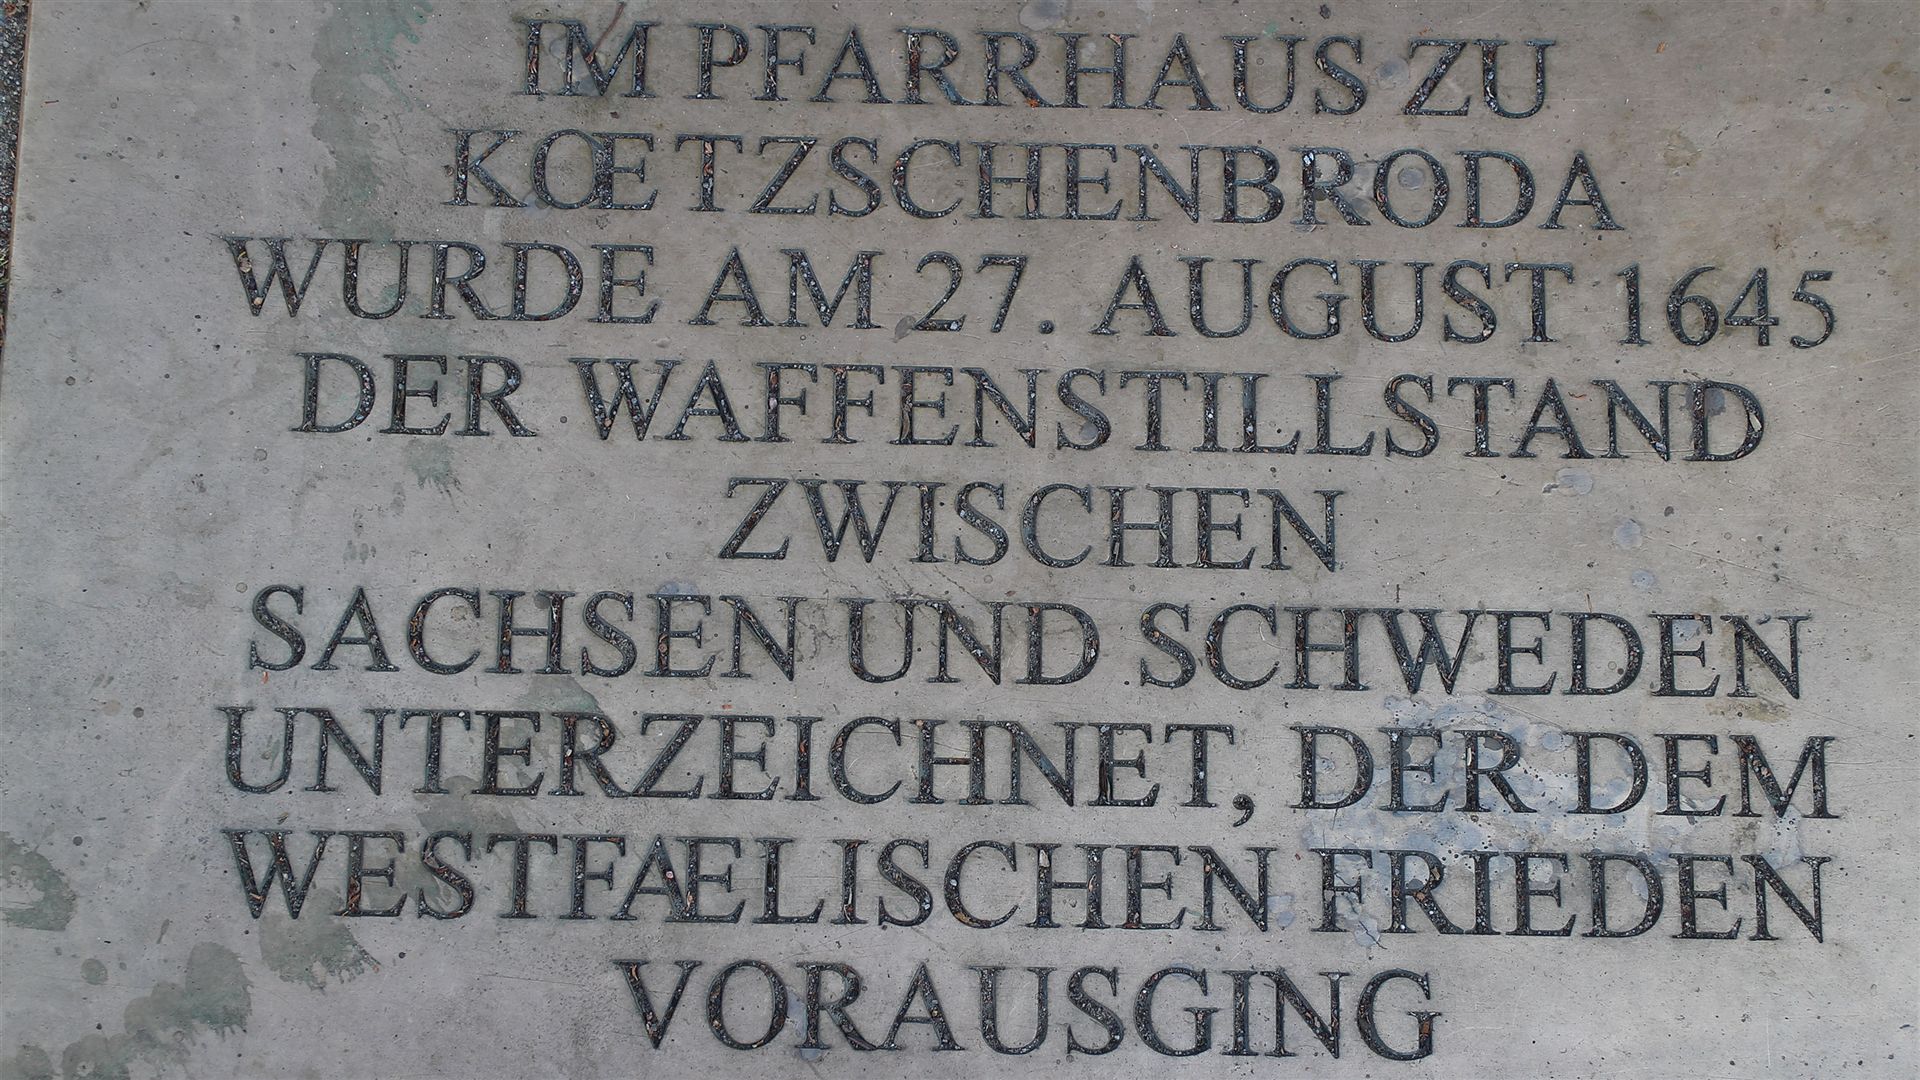 IM PFARRHAUS ZU
KŒTZSCHENBRODA
WURDE AM 27. AUGUST 1645
DER WAFFENSTILLSTAND
ZWISCHEN
SACHSEN UND SCHWEDEN
UNTERZEICHNET, DER DEM
WESTFÆLISCHEN FRIEDEN
VORAUSGING